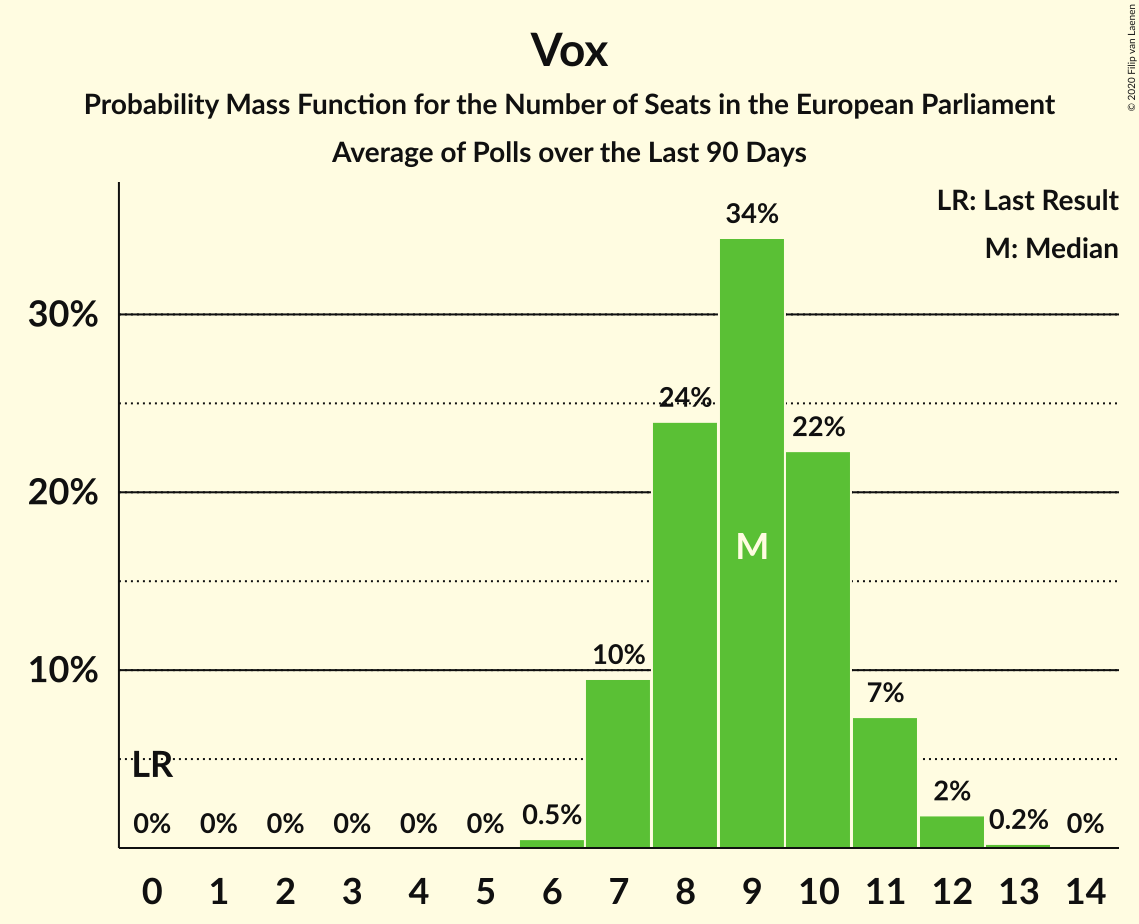 Vox
Probability Mass Function for the Number of Seats in the European Parliament
Average of Polls over the Last 90 Days
© 2020 Filip van Laenen
LR: Last Result
M: Median
34%
30%
24%
22%
20%
M
10%
10%
7%
LR
2%
0% 0% 0% 0% 0% 0% 0.5% 0.2% 0%
0 1 2 3 4 5 6 7 8 9 10 11 12 13 14